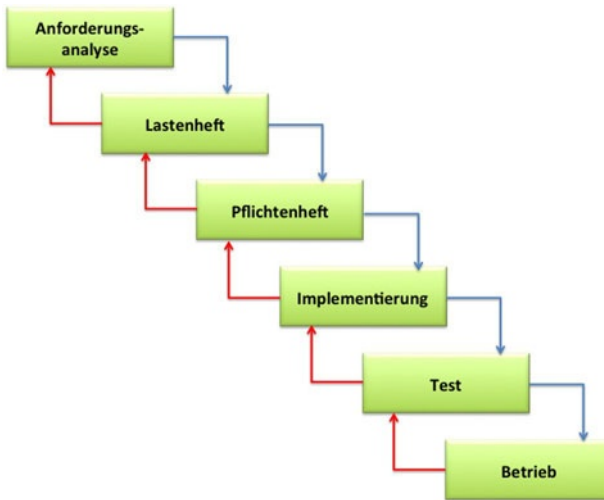 Anforderungs-
analyse
Lastenheft
Pflichtenheft
Implementierung
Test
Betrieb